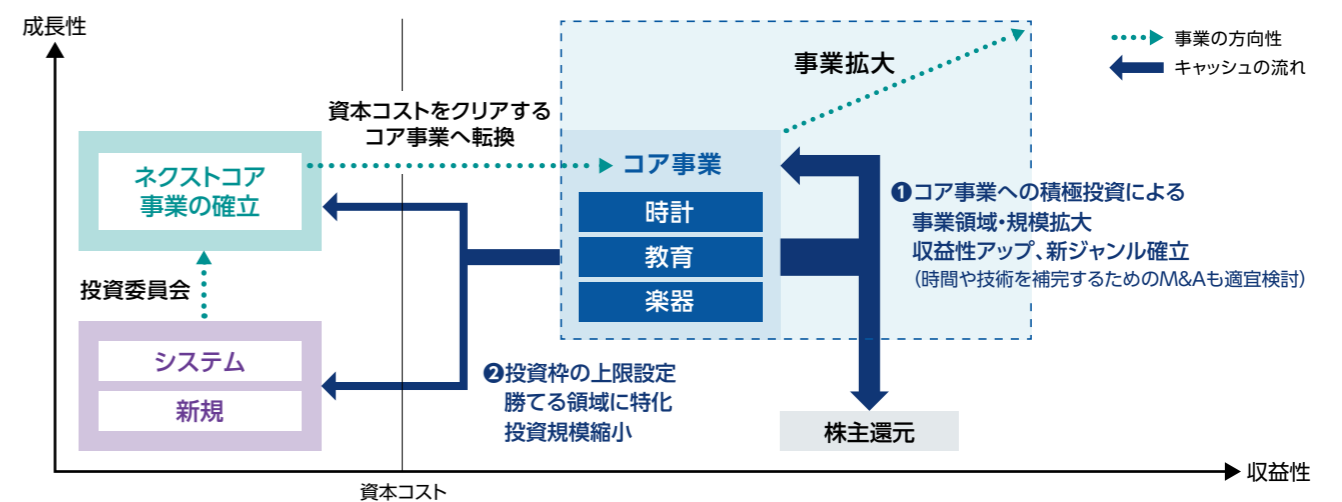 成長性
事業の方向性
キャッシュの流れ
事業拡大
資本コストをクリアする
コア事業へ転換
ネクストコア
事業の確立
コア事業
時計
教育
楽器
❶コア事業への積極投資による
事業領域・規模拡大
収益性アップ、新ジャンル確立
（時間や技術を補完するためのM&Aも適宜検討）
投資委員会
システム
新規
❷投資枠の上限設定
勝てる領域に特化
投資規模縮小
株主還元
収益性
資本コスト